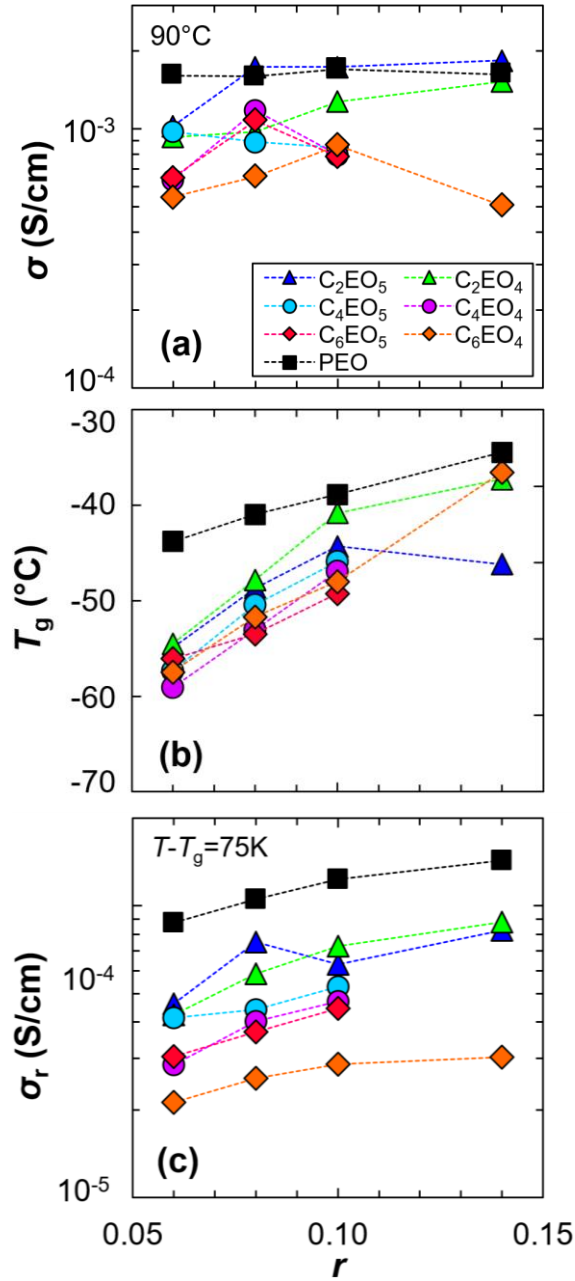 90°C
10⁻³
σ (S/cm)
C₂EO₅ C₂EO₄
C₄EO₅ C₄EO₄
C₆EO₅ C₆EO₄
PEO
(a)
10⁻⁴
-30
-40
-50
T_g (°C)
-60
(b)
-70
T-T_g=75K
10⁻⁴
σ_r (S/cm)
(c)
10⁻⁵
0.05 0.10 0.15
r